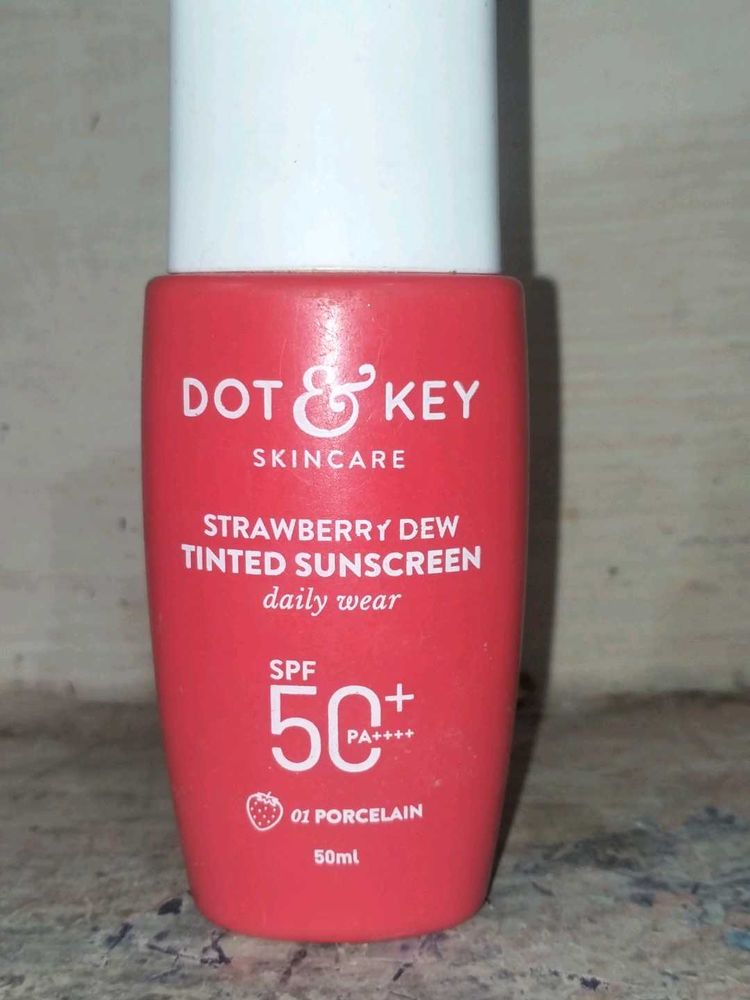 DOT & KEY
SKINCARE
STRAWBERRY DEW
TINTED SUNSCREEN
daily wear
SPF
50+
PA++++
01 PORCELAIN
50ml